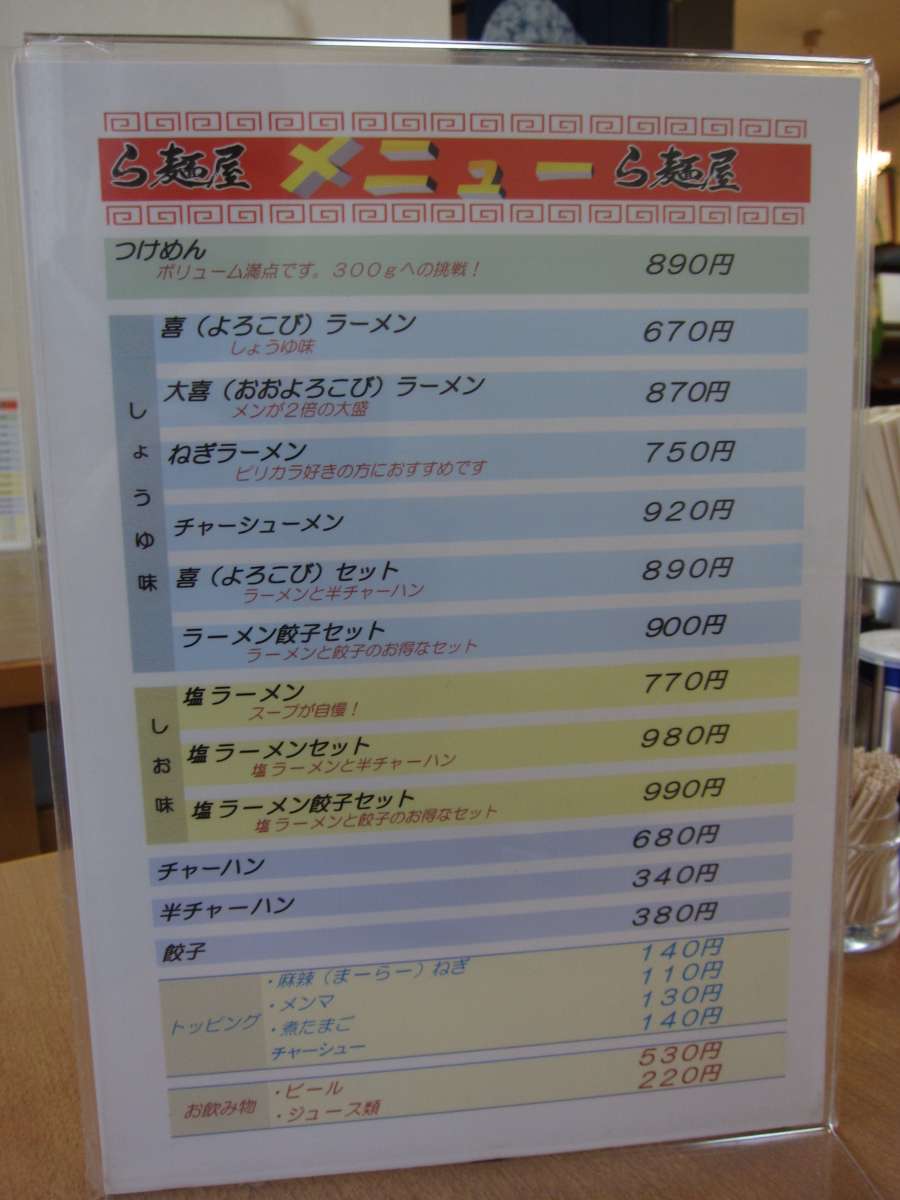 ら麺屋 メニュー ら麺屋
つけめん 890円
ボリューム満点です。300gへの挑戦!
しょうゆ味
喜(よろこび)ラーメン 670円
しょうゆ味
大喜(おおよろこび)ラーメン 870円
メンが2倍の大盛
ねぎラーメン 750円
ピリカラ好きの方におすすめです
チャーシューメン 920円
喜(よろこび)セット 890円
ラーメンと半チャーハン
ラーメン餃子セット 900円
ラーメンと餃子のお得なセット
しお味
塩ラーメン 770円
スープが自慢!
塩ラーメンセット 980円
塩ラーメンと半チャーハン
塩ラーメン餃子セット 990円
塩ラーメンと餃子のお得なセット
チャーハン 680円
半チャーハン 340円
餃子 380円
トッピング
・麻辣(まーらー)ねぎ 140円
・メンマ 110円
・煮たまご 130円
チャーシュー 140円
お飲み物
・ビール 530円
・ジュース類 220円